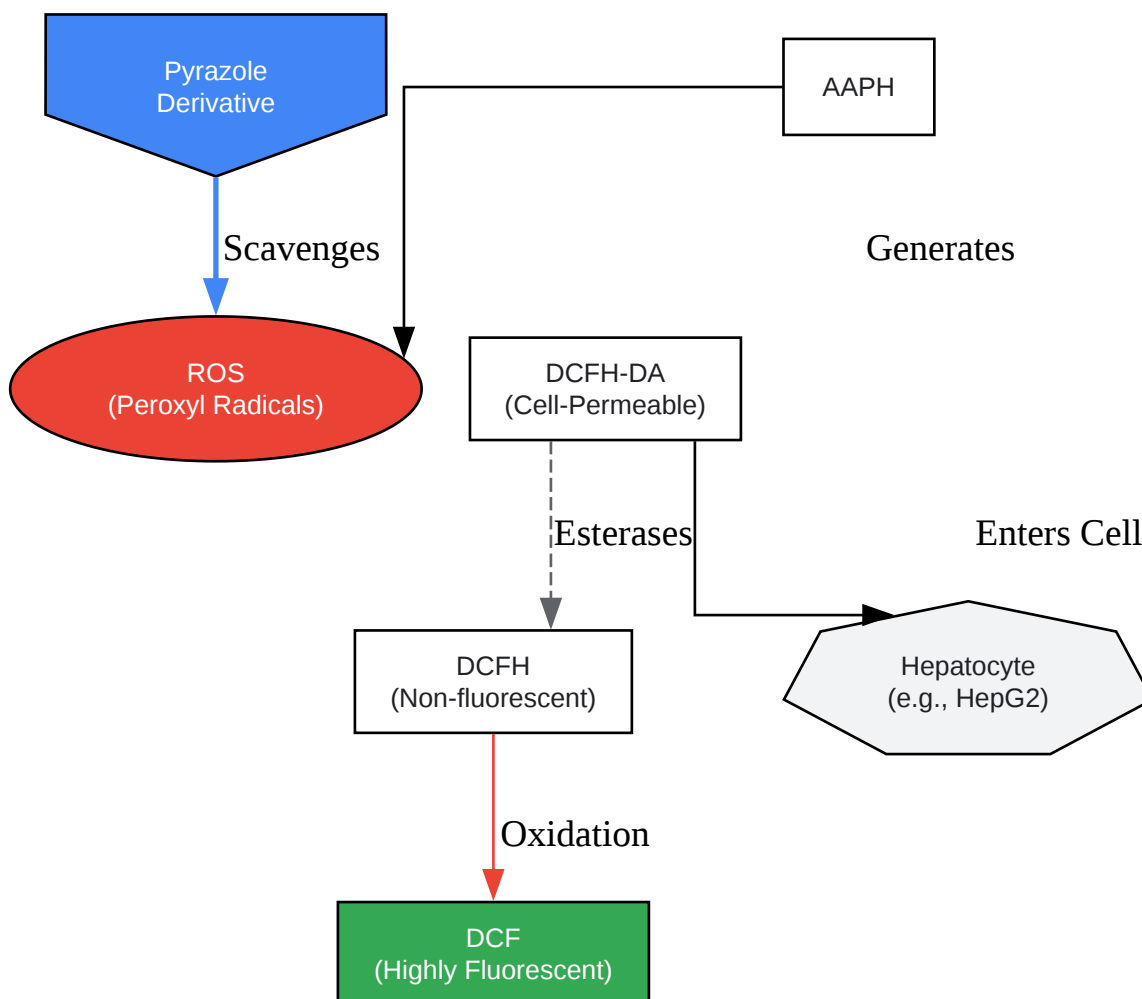 Pyrazole
Derivative
AAPH
Scavenges
Generates
ROS
(Peroxyl Radicals)
DCFH-DA
(Cell-Permeable)
Esterases
Enters Cell
DCFH
(Non-fluorescent)
Hepatocyte
(e.g., HepG2)
Oxidation
DCF
(Highly Fluorescent)